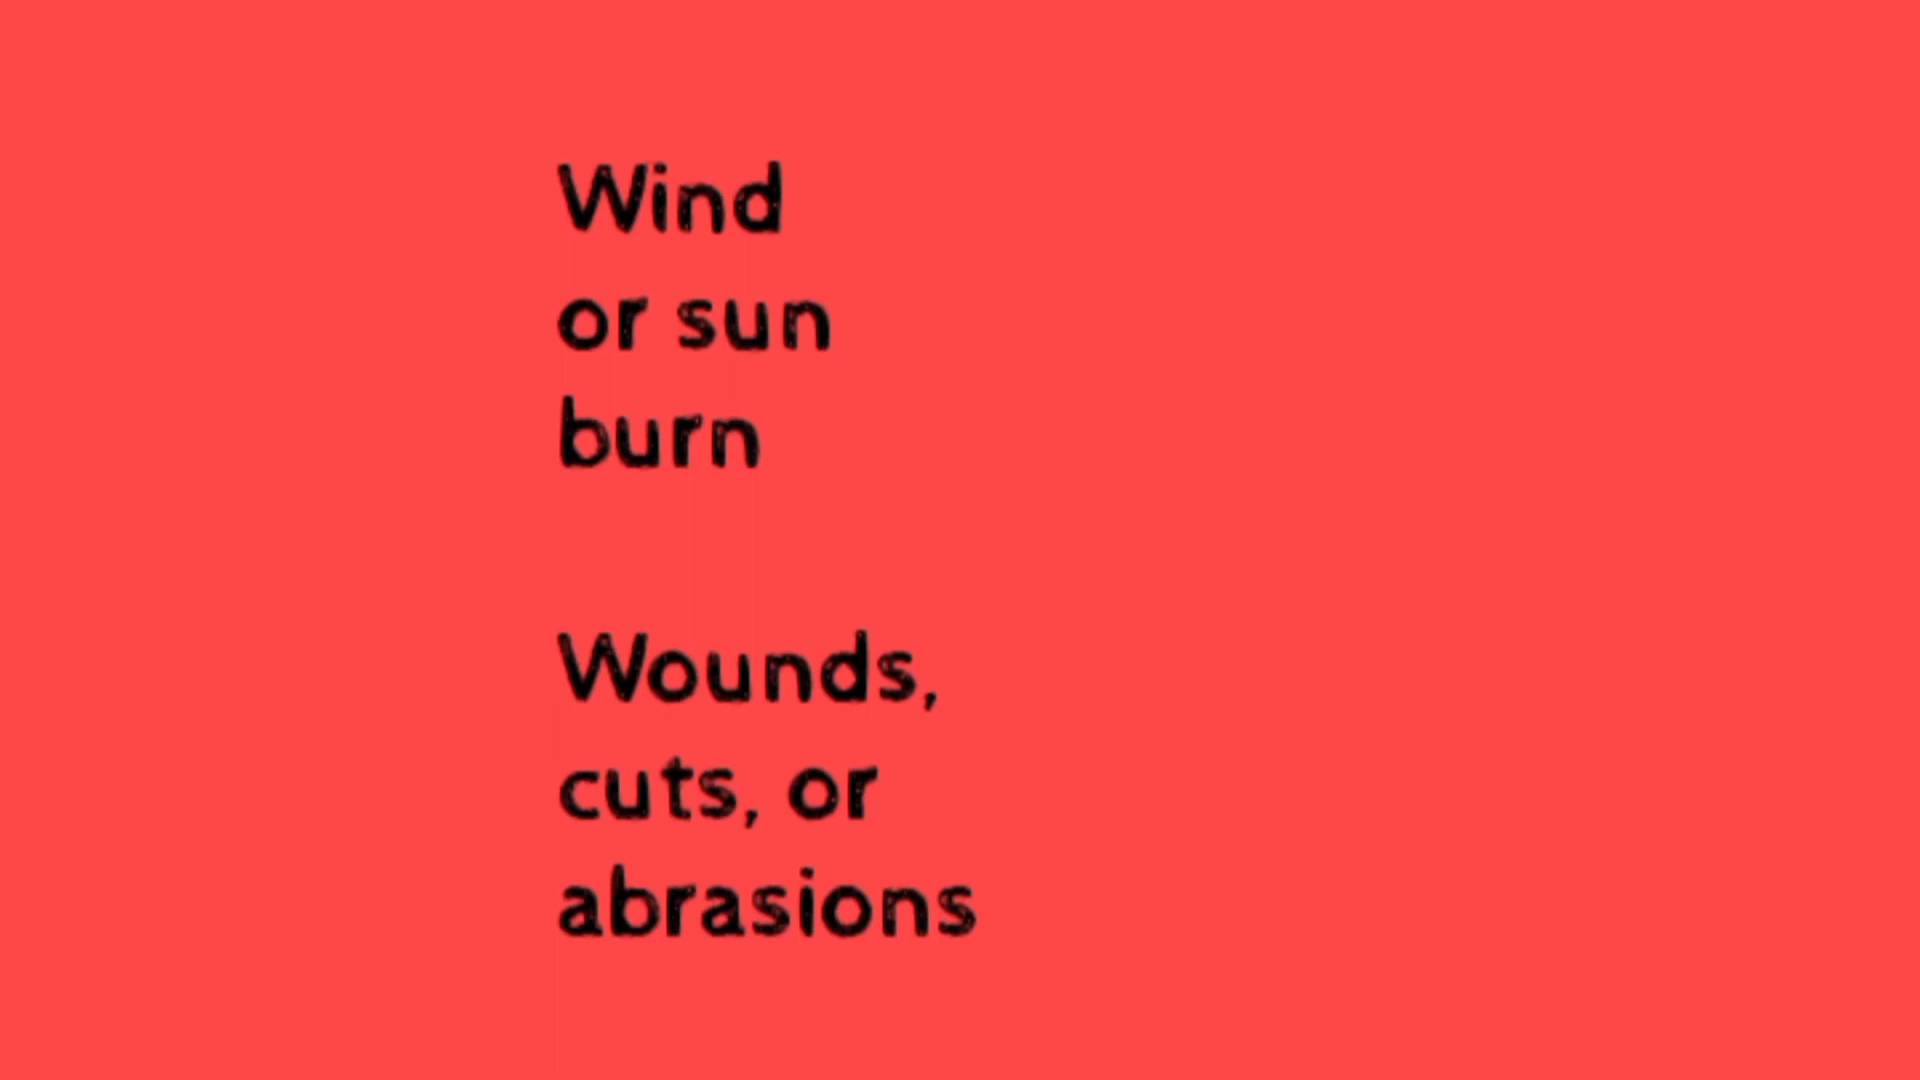 Wind
or sun
burn
Wounds,
cuts, or
abrasions